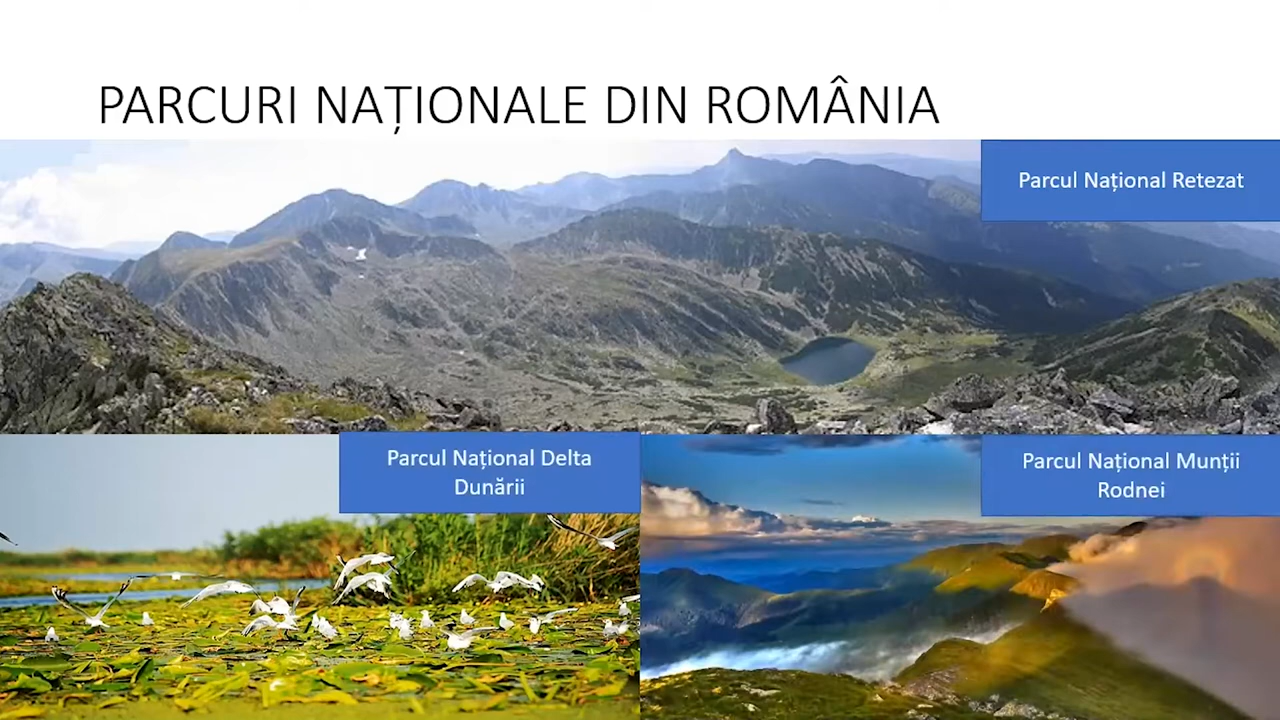 PARCURI NAȚIONALE DIN ROMÂNIA
Parcul Național Retezat
Parcul Național Delta
Dunării
Parcul Național Munții
Rodnei